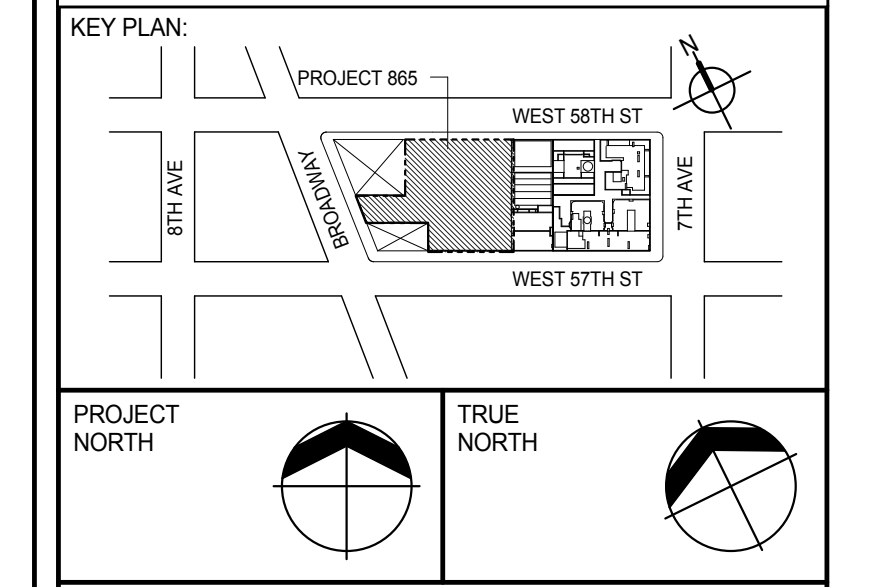 KEY PLAN:
N
PROJECT 865
WEST 58TH ST
8TH AVE
BROADWAY
7TH AVE
WEST 57TH ST
PROJECT
NORTH
TRUE
NORTH